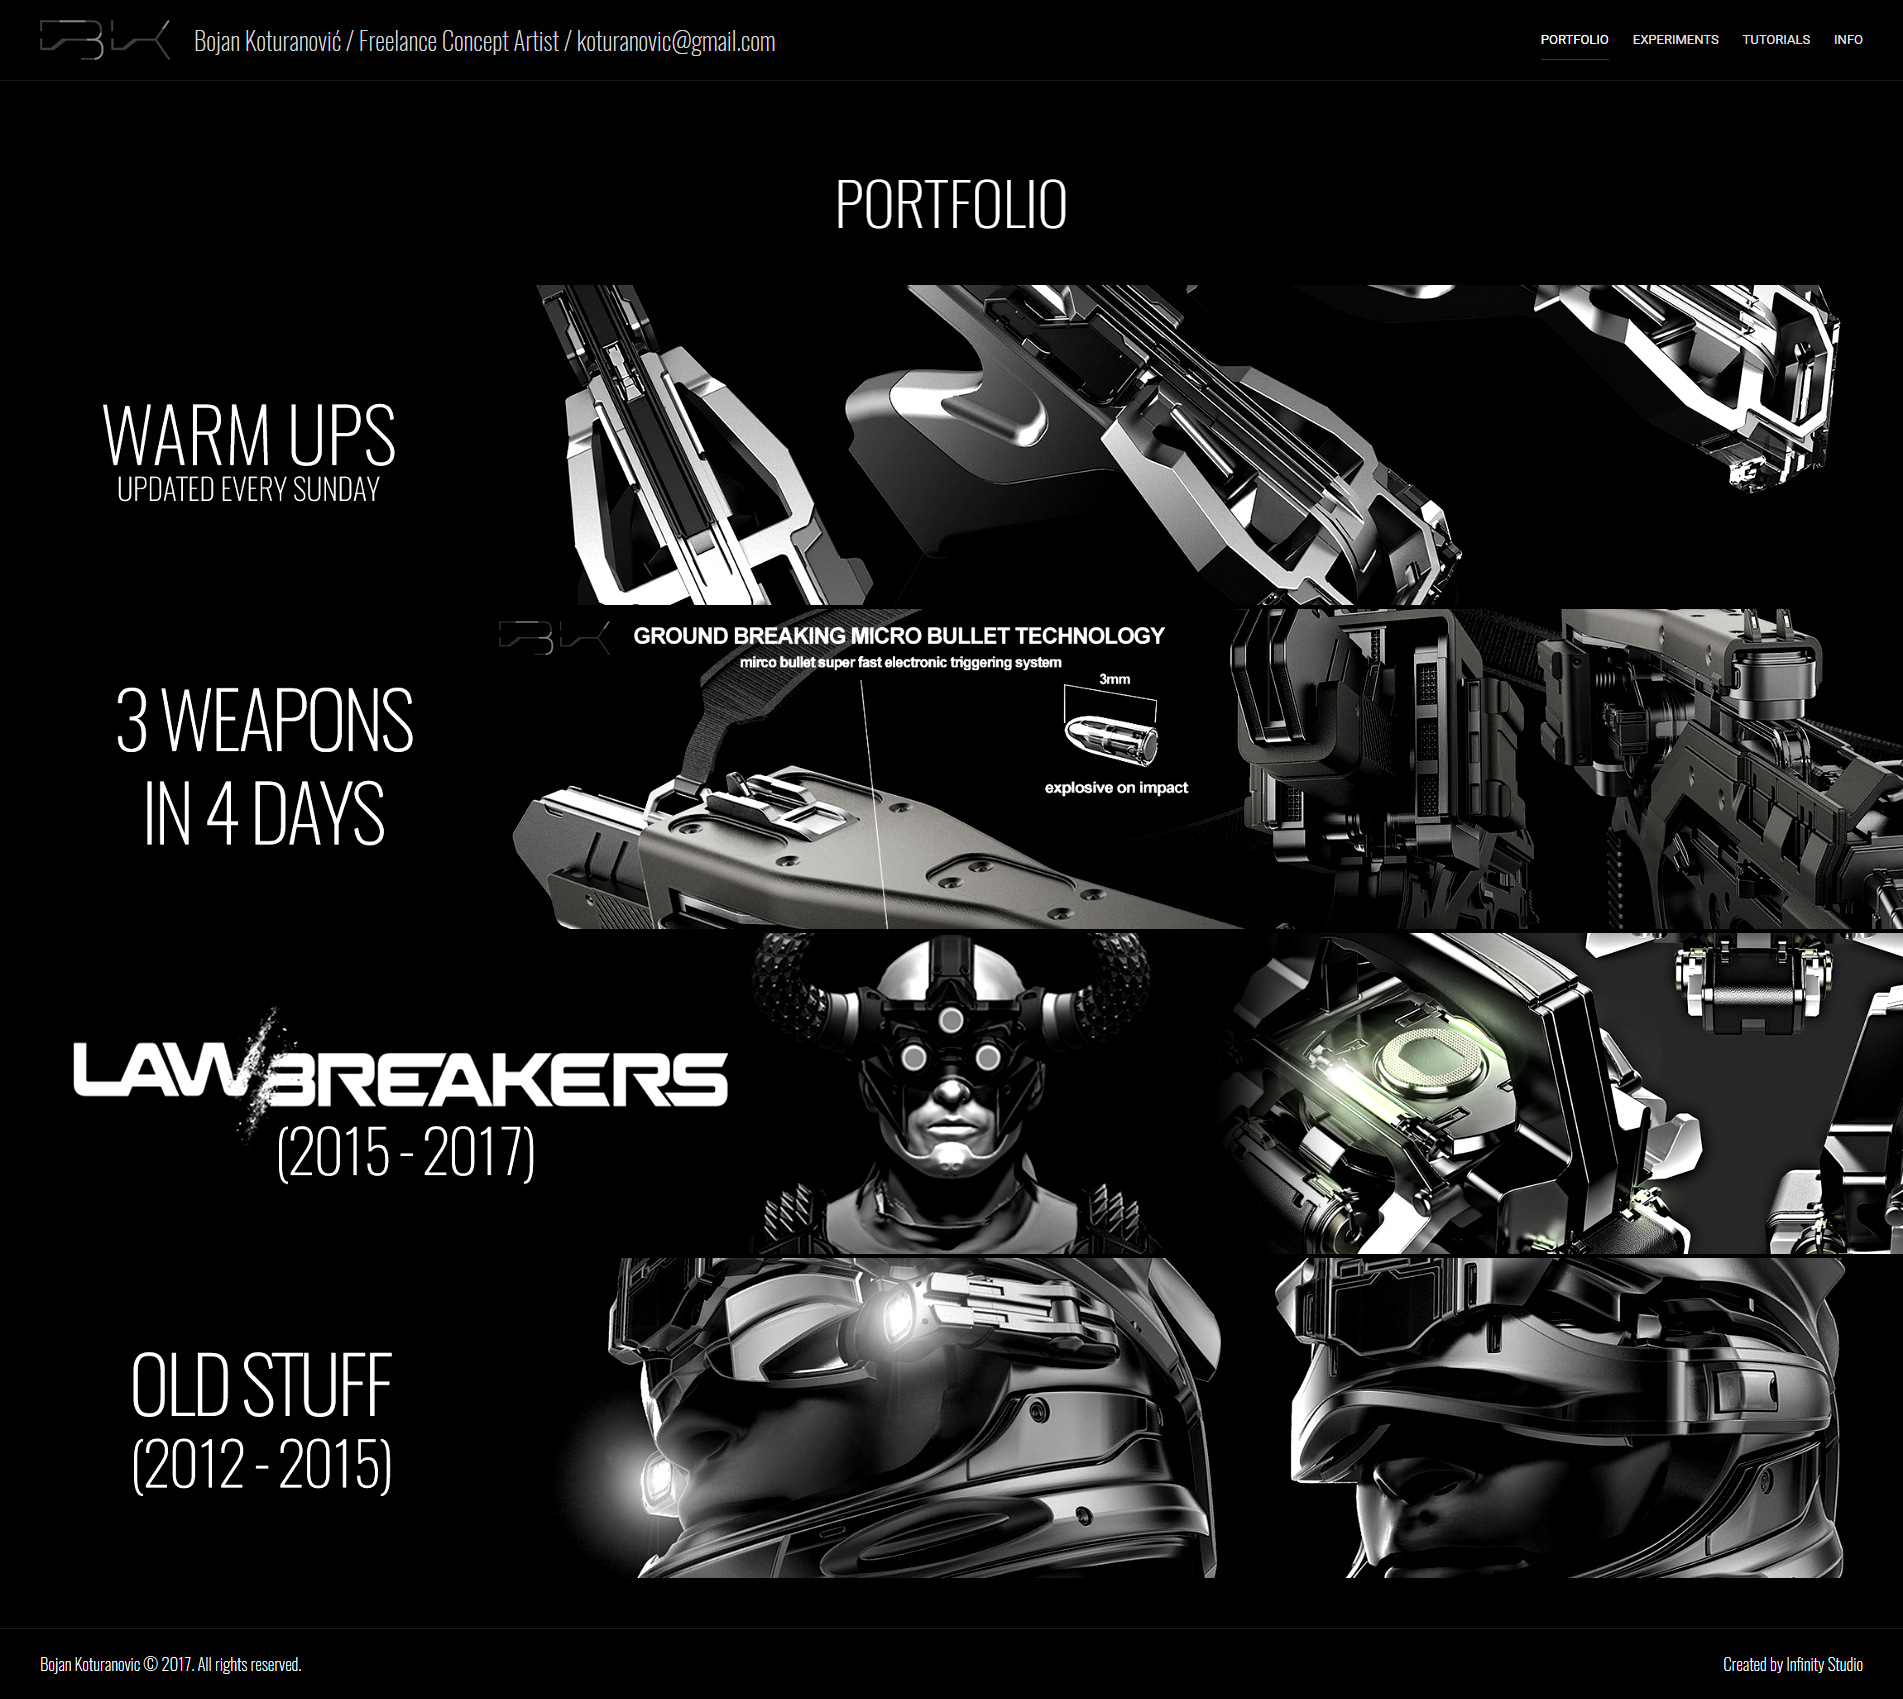 BK
Bojan Koturanović / Freelance Concept Artist / koturanovic@gmail.com
PORTFOLIO
EXPERIMENTS
TUTORIALS
INFO
PORTFOLIO
WARM UPS
UPDATED EVERY SUNDAY
3 WEAPONS
IN 4 DAYS
BK
GROUND BREAKING MICRO BULLET TECHNOLOGY
mirco bullet super fast electronic triggering system
3mm
explosive on impact
LAWBREAKERS
(2015 - 2017)
OLD STUFF
(2012 - 2015)
Bojan Koturanovic © 2017. All rights reserved.
Created by Infinity Studio